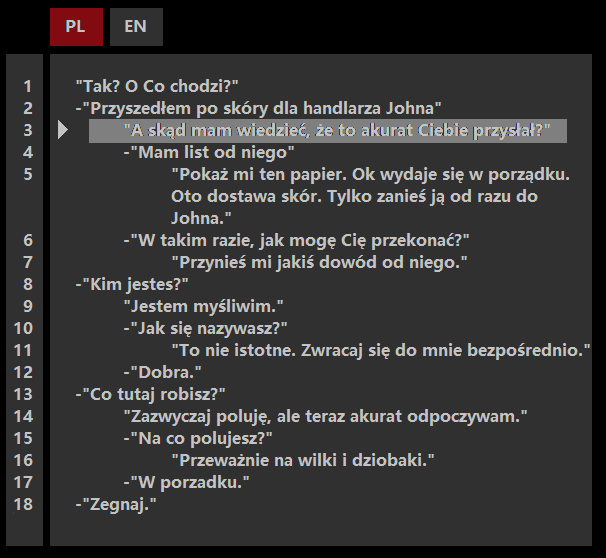 PL EN
1 "Tak? O Co chodzi?"
2 -"Przyszedłem po skóry dla handlarza Johna"
3 "A skąd mam wiedzieć, że to akurat Ciebie przysłał?"
4 -"Mam list od niego"
5 "Pokaż mi ten papier. Ok wydaje się w porządku.
Oto dostawa skór. Tylko zanieś ją od razu do
Johna."
6 -"W takim razie, jak mogę Cię przekonać?"
7 "Przynieś mi jakiś dowód od niego."
8 -"Kim jestes?"
9 "Jestem myśliwim."
10 -"Jak się nazywasz?"
11 "To nie istotne. Zwracaj się do mnie bezpośrednio."
12 -"Dobra."
13 -"Co tutaj robisz?"
14 "Zazwyczaj poluję, ale teraz akurat odpoczywam."
15 -"Na co polujesz?"
16 "Przeważnie na wilki i dziobaki."
17 -"W porzadku."
18 -"Zegnaj."